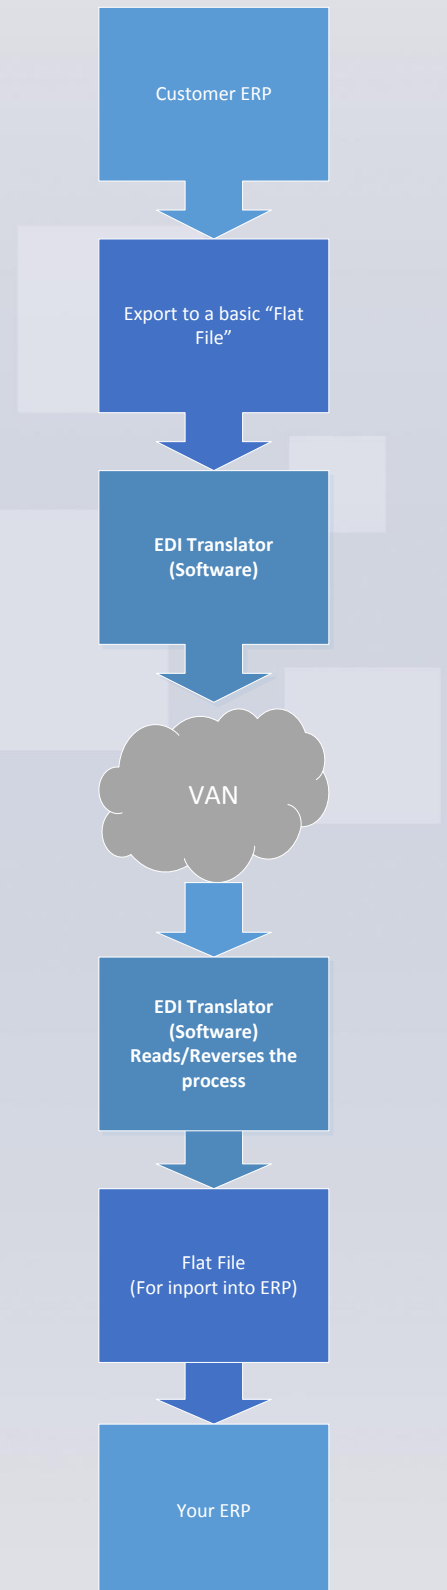 Customer ERP
Export to a basic “Flat
File”
EDI Translator
(Software)
VAN
EDI Translator
(Software)
Reads/Reverses the
process
Flat File
(For inport into ERP)
Your ERP